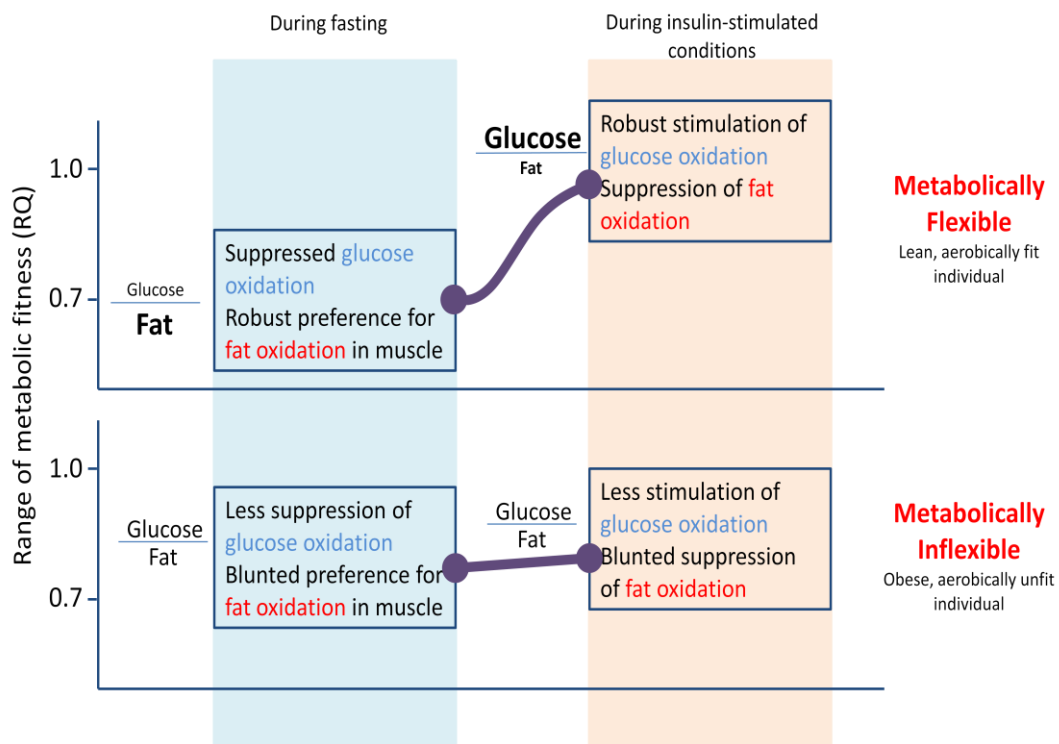 During fasting
During insulin-stimulated
conditions
Range of metabolic fitness (RQ)
1.0
0.7
Glucose
Fat
Suppressed glucose
oxidation
Robust preference for
fat oxidation in muscle
Glucose
Fat
Robust stimulation of
glucose oxidation
Suppression of fat
oxidation
Metabolically
Flexible
Lean, aerobically fit
individual
1.0
0.7
Glucose
Fat
Less suppression of
glucose oxidation
Blunted preference for
fat oxidation in muscle
Glucose
Fat
Less stimulation of
glucose oxidation
Blunted suppression
of fat oxidation
Metabolically
Inflexible
Obese, aerobically unfit
individual